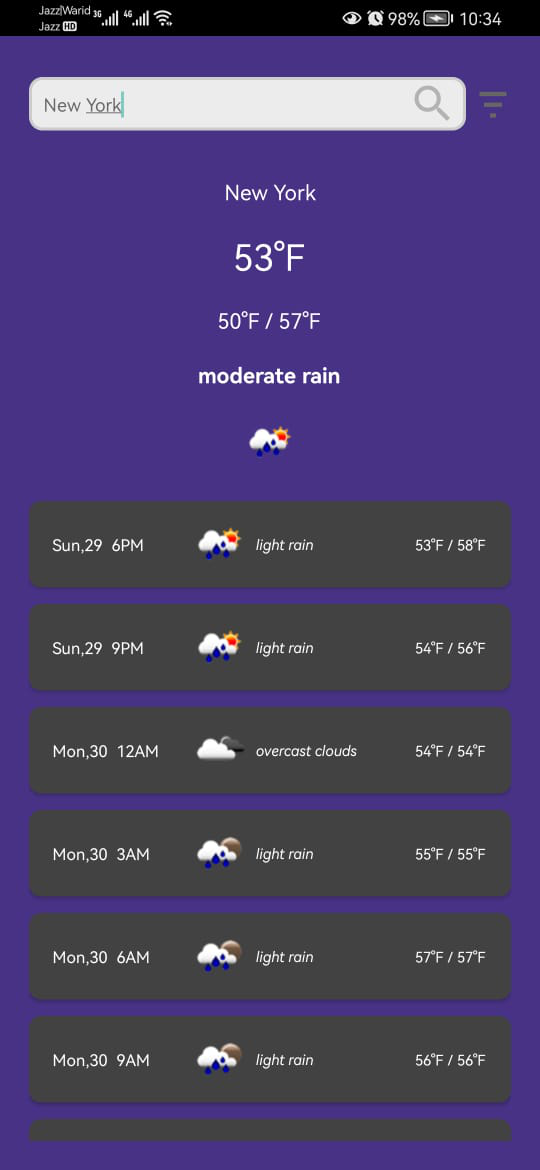 Jazz|Warid 3G 4G 98% 10:34
Jazz HD
New York
New York
53°F
50°F / 57°F
moderate rain
Sun,29 6PM light rain 53°F / 58°F
Sun,29 9PM light rain 54°F / 56°F
Mon,30 12AM overcast clouds 54°F / 54°F
Mon,30 3AM light rain 55°F / 55°F
Mon,30 6AM light rain 57°F / 57°F
Mon,30 9AM light rain 56°F / 56°F